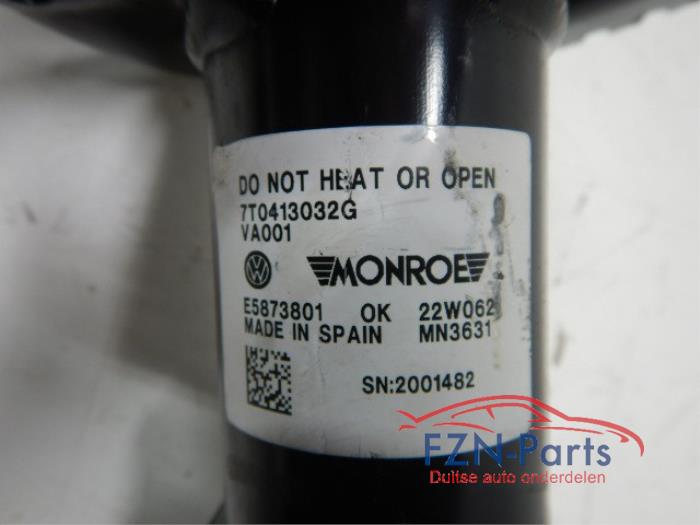 DO NOT HEAT OR OPEN
7T0413032G
VA001
VW MONROE
E5873801 OK 22W062
MADE IN SPAIN MN3631
SN:2001482
FZN-Parts
Duitse auto onderdelen